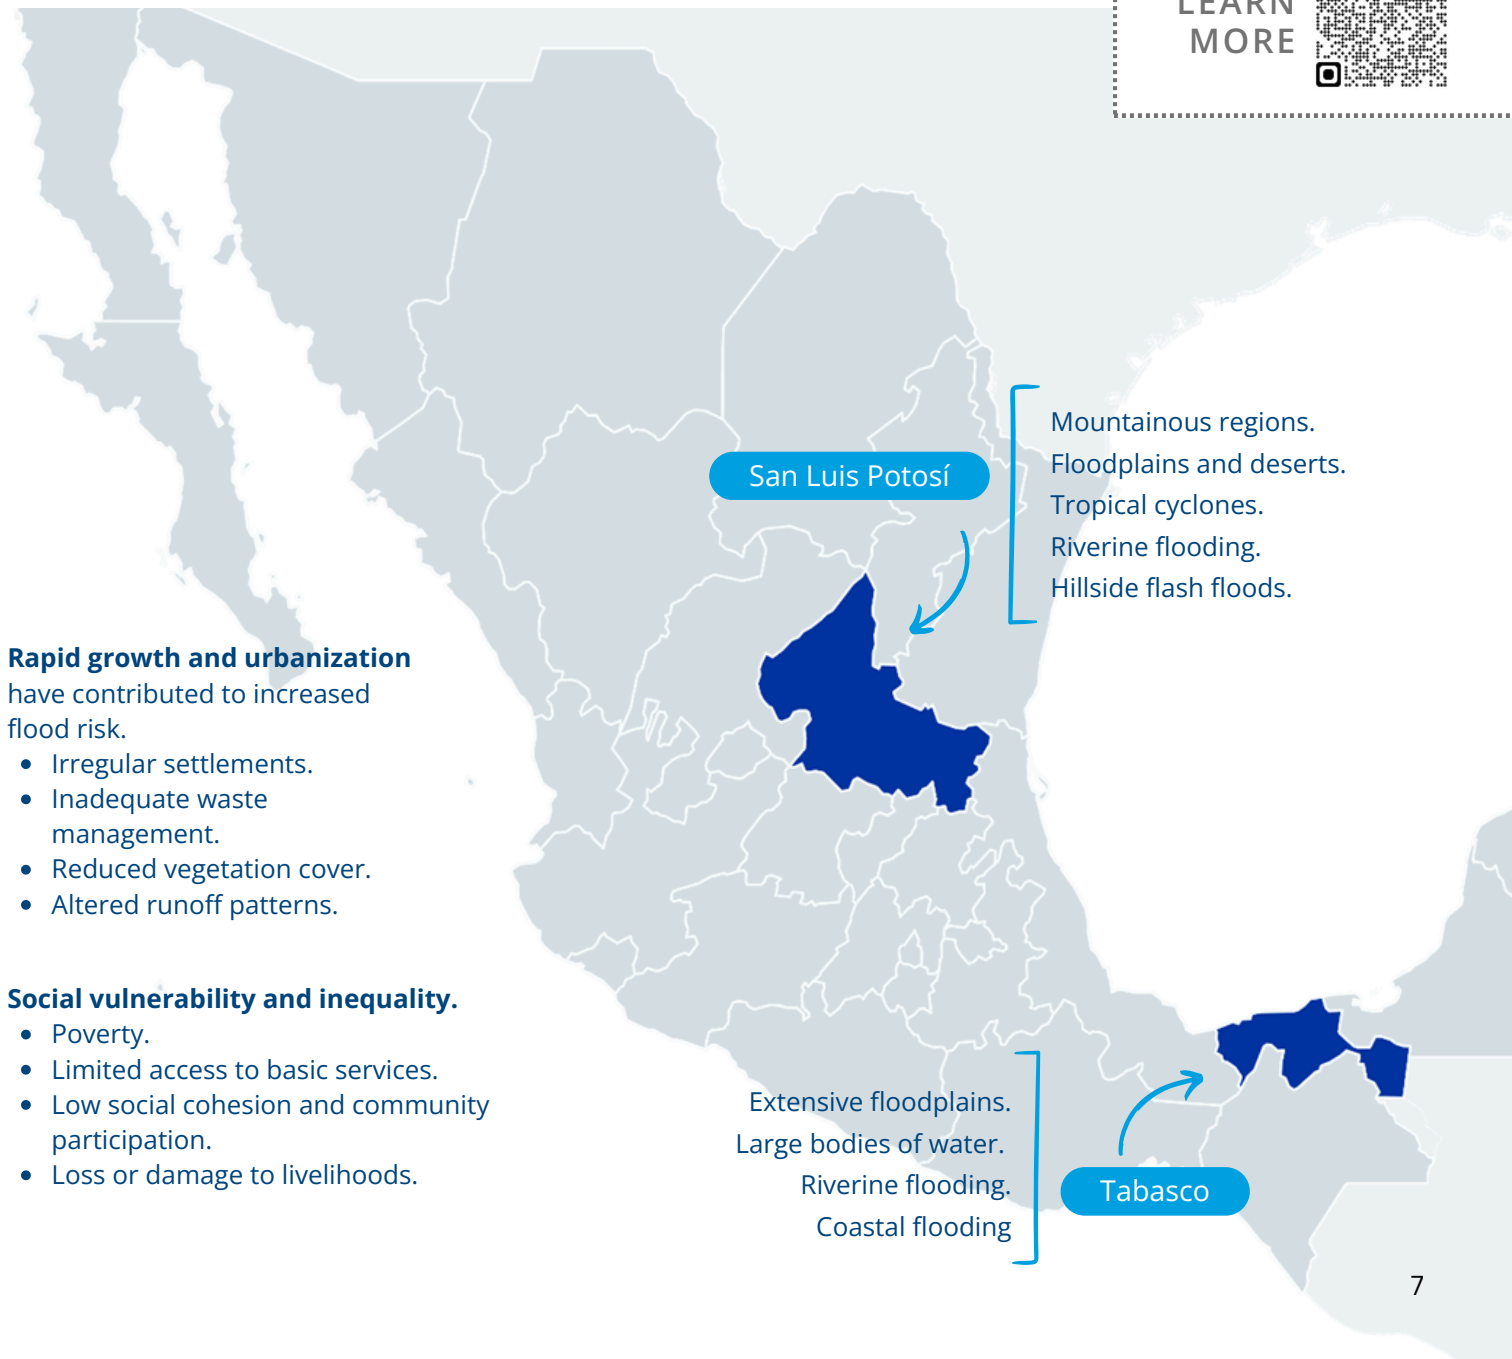 LEARN
MORE
San Luis Potosí
Mountainous regions.
Floodplains and deserts.
Tropical cyclones.
Riverine flooding.
Hillside flash floods.
Rapid growth and urbanization
have contributed to increased
flood risk.
• Irregular settlements.
• Inadequate waste
management.
• Reduced vegetation cover.
• Altered runoff patterns.
Social vulnerability and inequality.
• Poverty.
• Limited access to basic services.
• Low social cohesion and community
participation.
• Loss or damage to livelihoods.
Extensive floodplains.
Large bodies of water.
Riverine flooding.
Coastal flooding
Tabasco
7